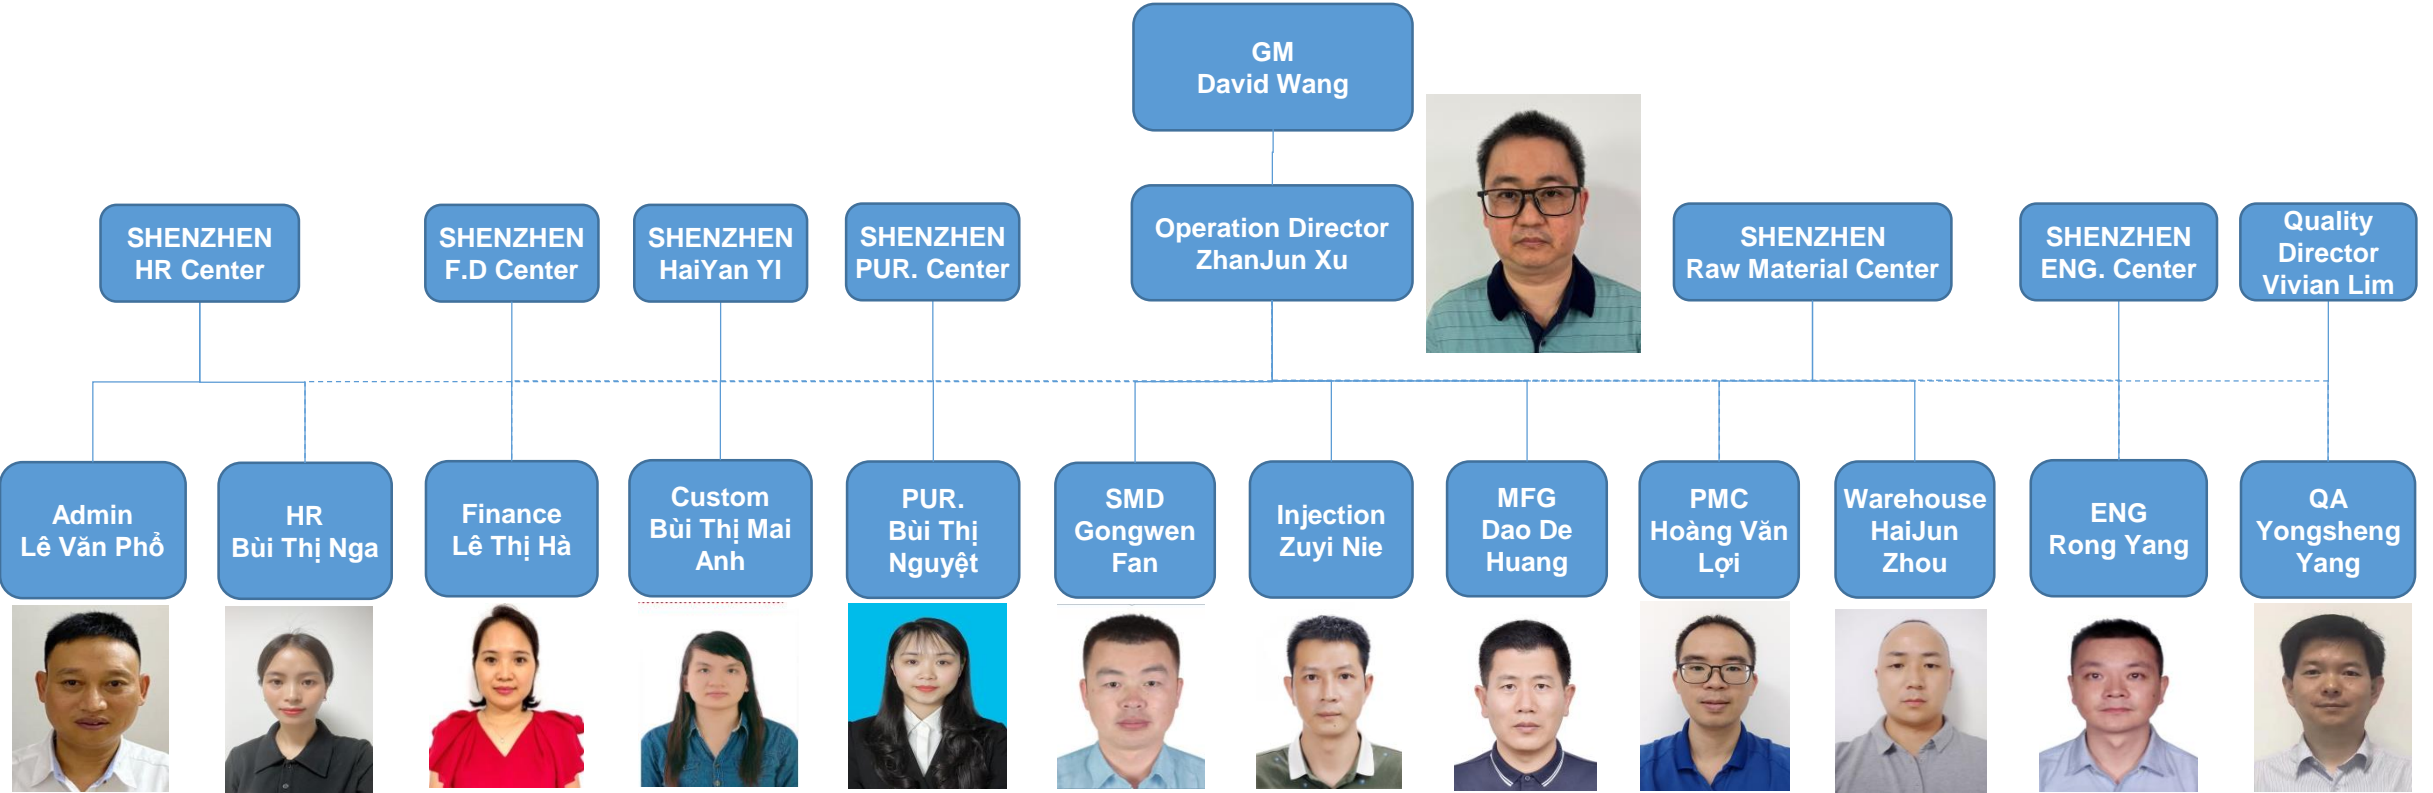 GM
David Wang
SHENZHEN
HR Center
SHENZHEN
F.D Center
SHENZHEN
HaiYan YI
SHENZHEN
PUR. Center
Operation Director
ZhanJun Xu
SHENZHEN
Raw Material Center
SHENZHEN
ENG. Center
Quality
Director
Vivian Lim
Admin
Lê Văn Phổ
HR
Bùi Thị Nga
Finance
Lê Thị Hà
Custom
Bùi Thị Mai
Anh
PUR.
Bùi Thị
Nguyệt
SMD
Gongwen
Fan
Injection
Zuyi Nie
MFG
Dao De
Huang
PMC
Hoàng Văn
Lợi
Warehouse
HaiJun
Zhou
ENG
Rong Yang
QA
Yongsheng
Yang